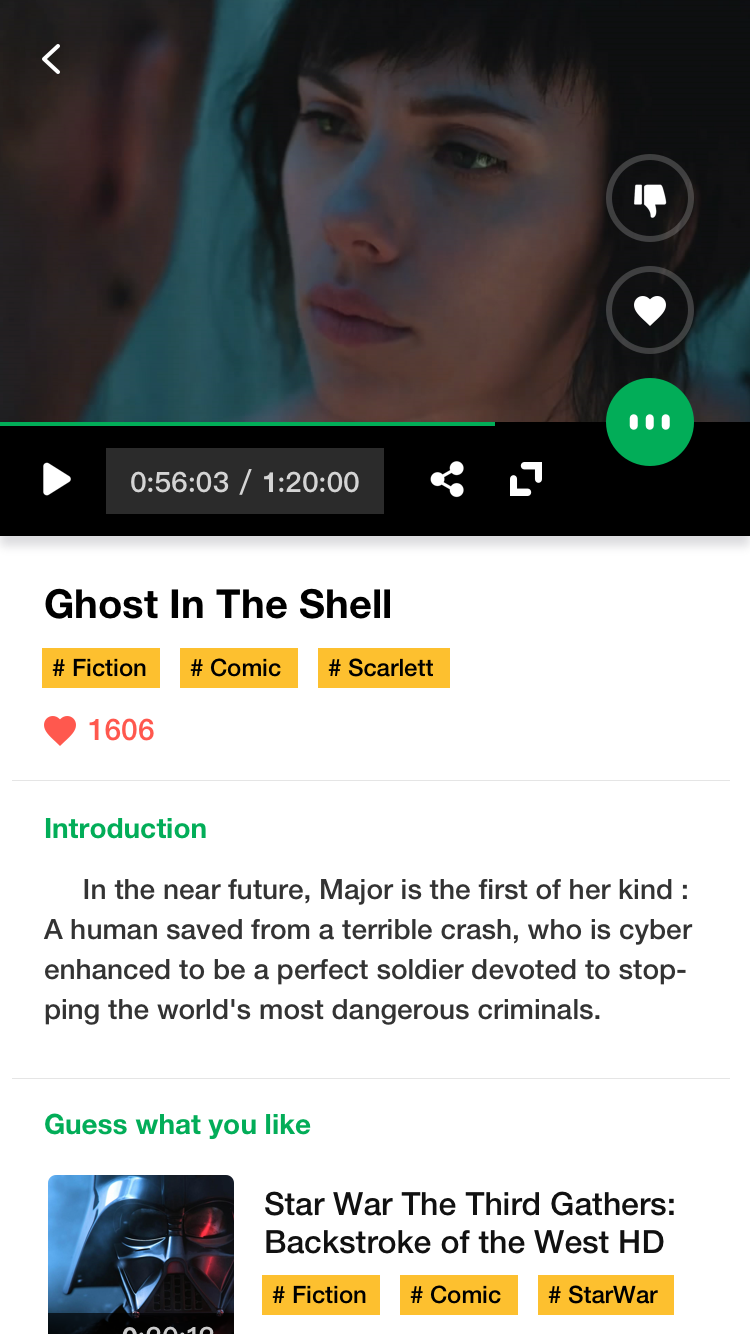 0:56:03 / 1:20:00
Ghost In The Shell
# Fiction
# Comic
# Scarlett
1606
Introduction
In the near future, Major is the first of her kind :
A human saved from a terrible crash, who is cyber
enhanced to be a perfect soldier devoted to stop-
ping the world's most dangerous criminals.
Guess what you like
Star War The Third Gathers:
Backstroke of the West HD
# Fiction
# Comic
# StarWar